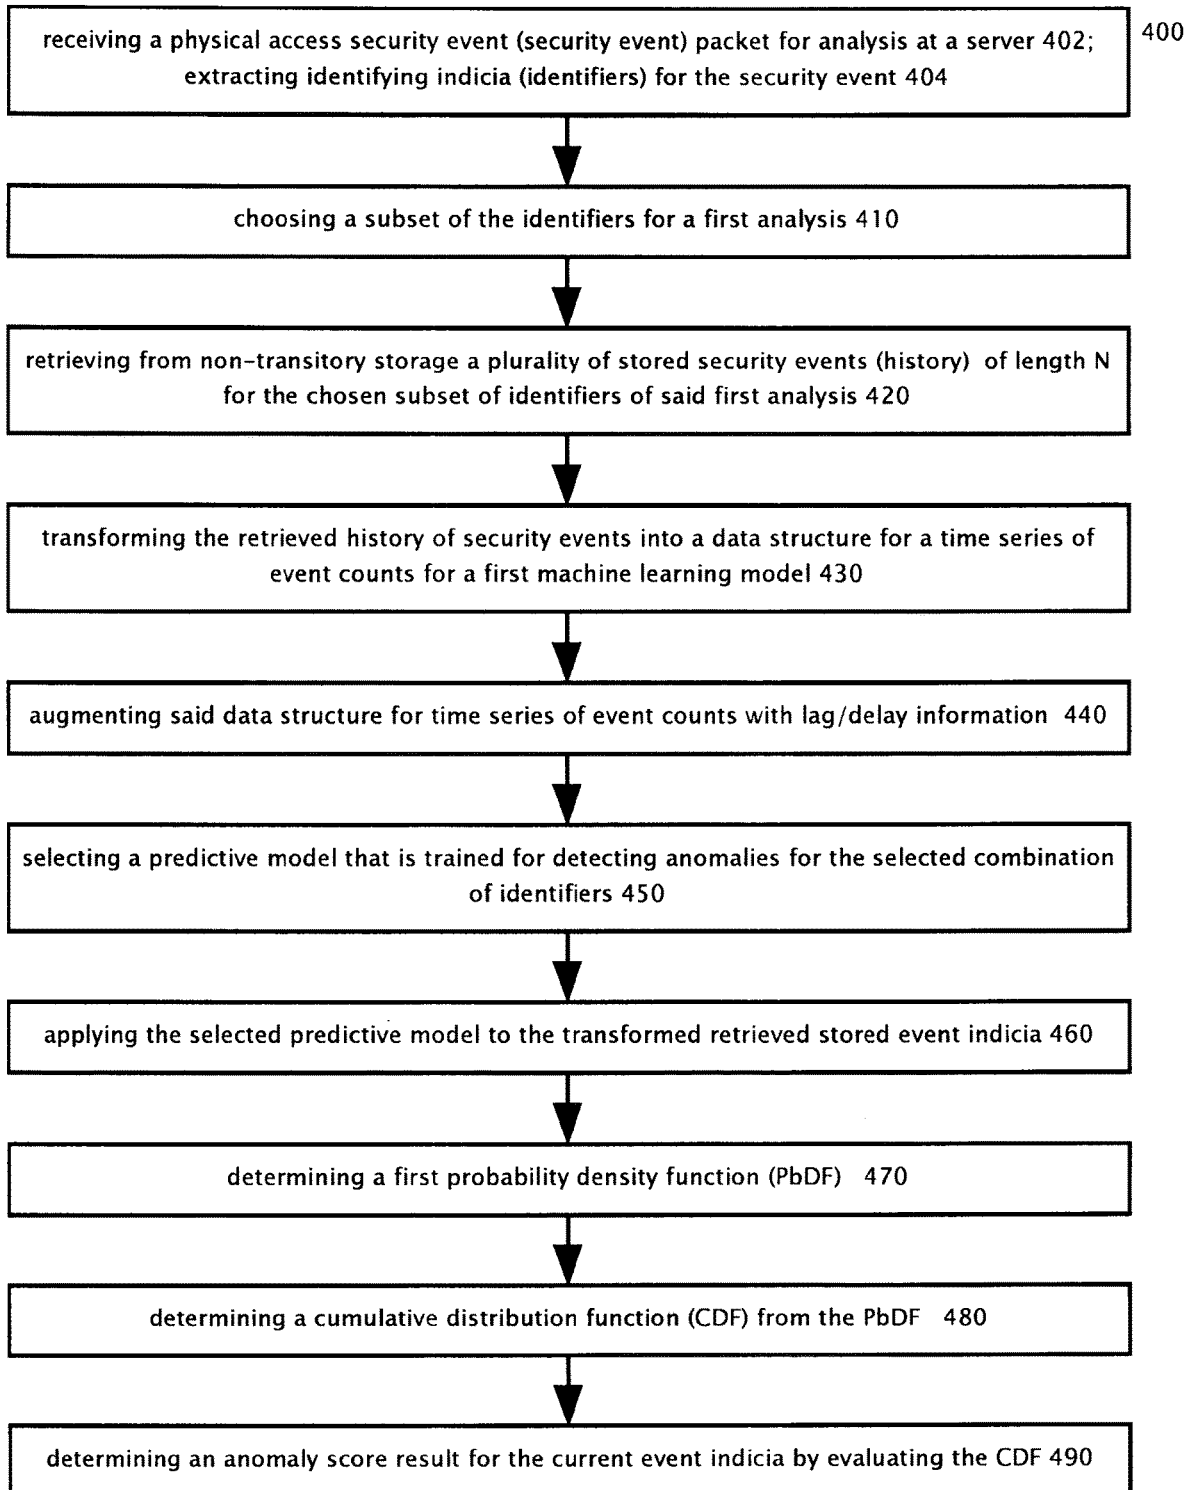 400
receiving a physical access security event (security event) packet for analysis at a server 402;
extracting identifying indicia (identifiers) for the security event 404
choosing a subset of the identifiers for a first analysis 410
retrieving from non-transitory storage a plurality of stored security events (history) of length N
for the chosen subset of identifiers of said first analysis 420
transforming the retrieved history of security events into a data structure for a time series of
event counts for a first machine learning model 430
augmenting said data structure for time series of event counts with lag/delay information 440
selecting a predictive model that is trained for detecting anomalies for the selected combination
of identifiers 450
applying the selected predictive model to the transformed retrieved stored event indicia 460
determining a first probability density function (PbDF) 470
determining a cumulative distribution function (CDF) from the PbDF 480
determining an anomaly score result for the current event indicia by evaluating the CDF 490